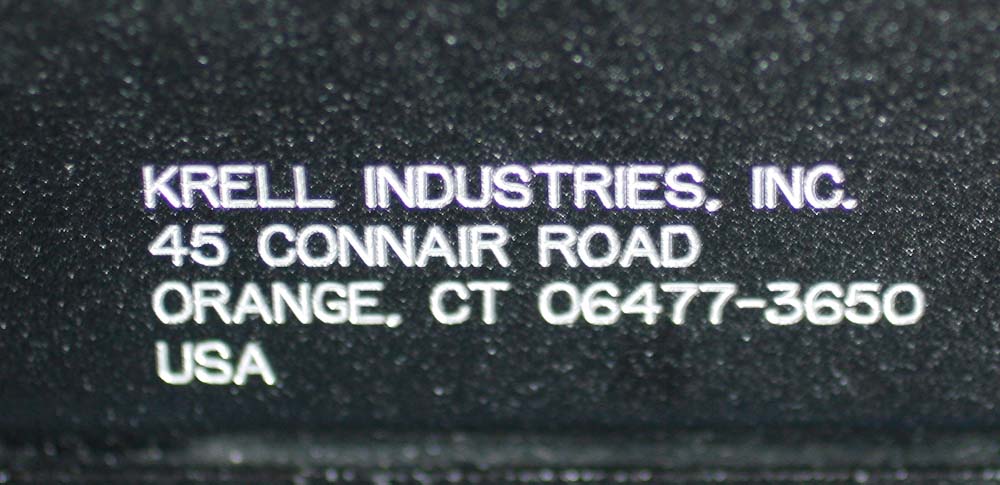 KRELL INDUSTRIES, INC.
45 CONNAIR ROAD
ORANGE, CT 06477-3650
USA